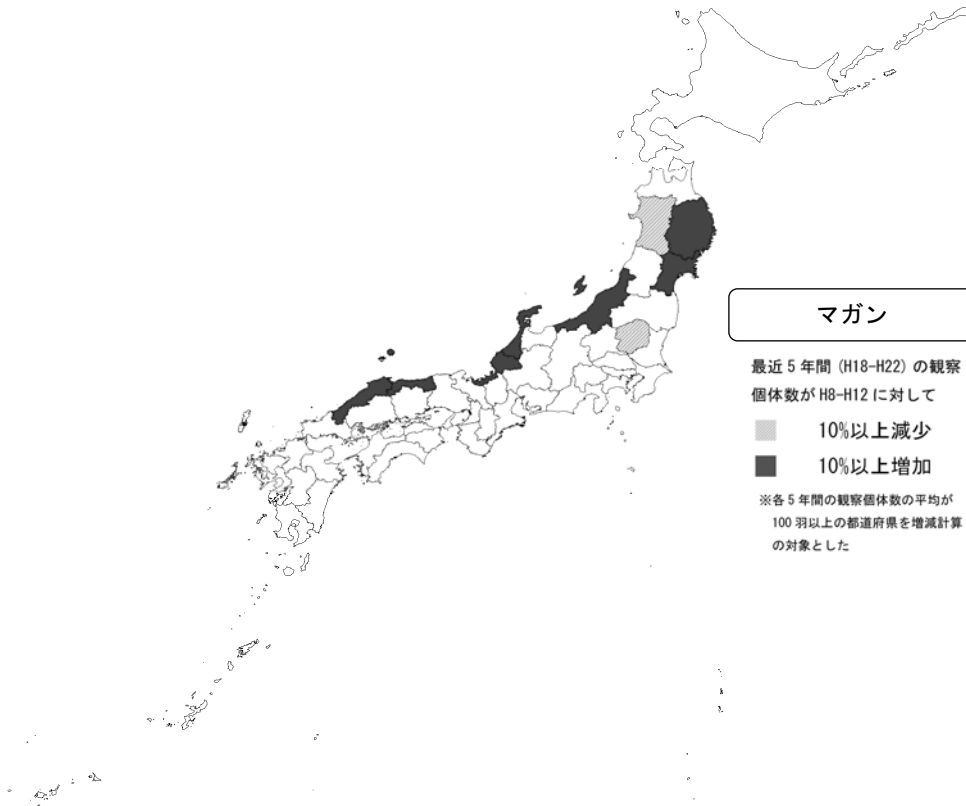 マガン
最近 5 年間 (H18-H22) の観察
個体数が H8-H12 に対して
10%以上減少
10%以上増加
※各 5 年間の観察個体数の平均が
100 羽以上の都道府県を増減計算
の対象とした